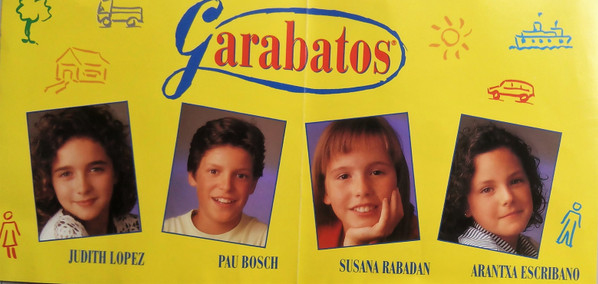 Garabatos®
JUDITH LOPEZ
PAU BOSCH
SUSANA RABADAN
ARANTXA ESCRIBANO